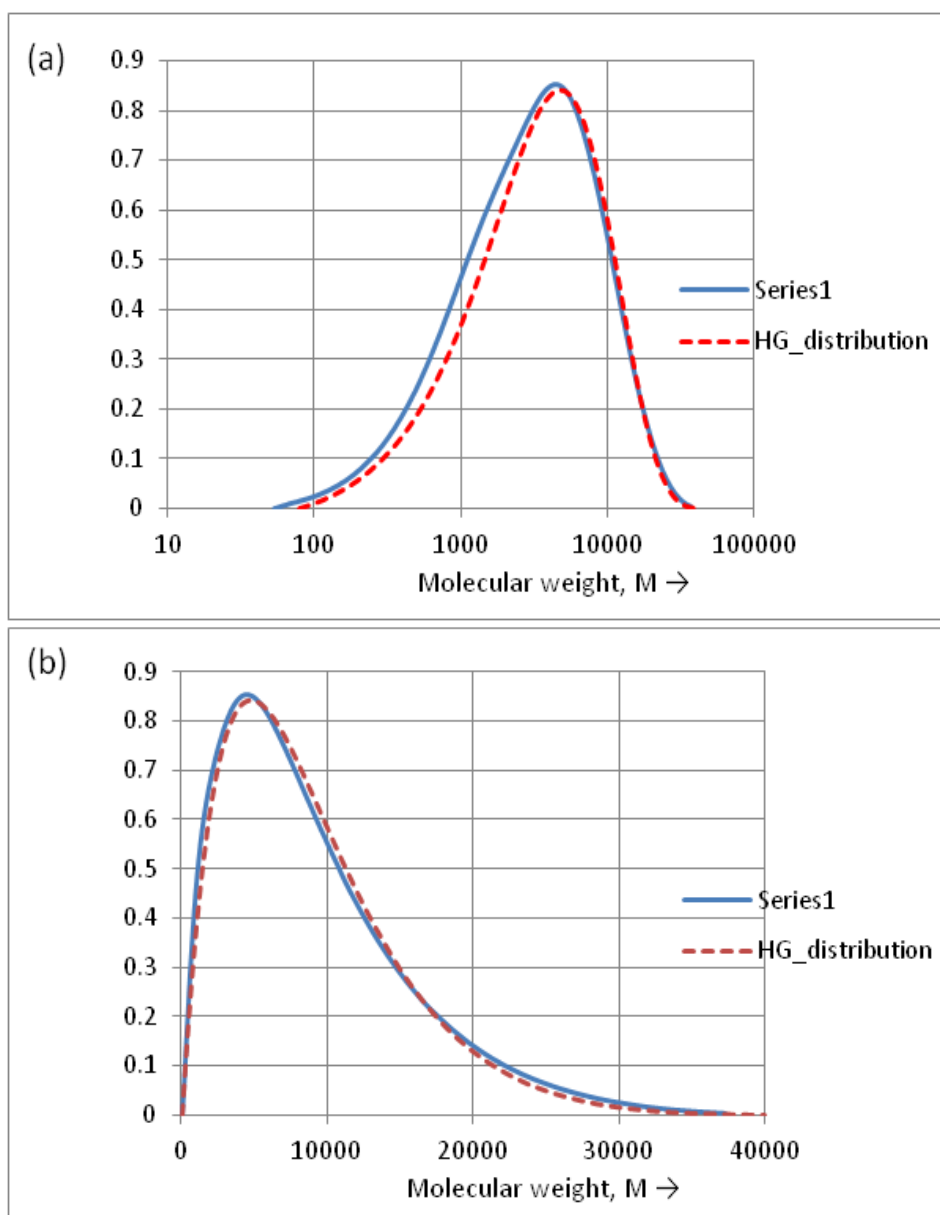 (a)
0.9
0.8
0.7
0.6
0.5
0.4
0.3
0.2
0.1
0
10 100 1000 10000 100000
Molecular weight, M →
Series1
HG_distribution
(b)
0.9
0.8
0.7
0.6
0.5
0.4
0.3
0.2
0.1
0
0 10000 20000 30000 40000
Molecular weight, M →
Series1
HG_distribution